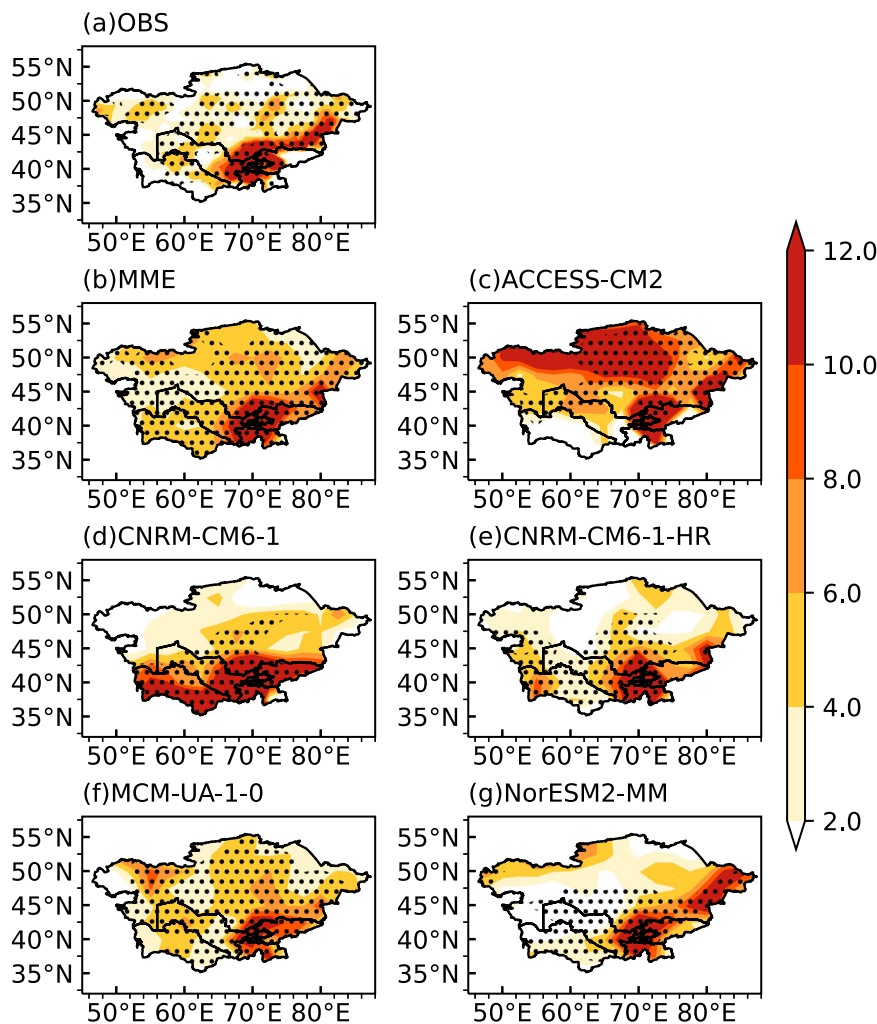 (a)OBS
55°N
50°N
45°N
40°N
35°N
50°E 60°E 70°E 80°E
(b)MME
55°N
50°N
45°N
40°N
35°N
50°E 60°E 70°E 80°E
(c)ACCESS-CM2
55°N
50°N
45°N
40°N
35°N
50°E 60°E 70°E 80°E
(d)CNRM-CM6-1
55°N
50°N
45°N
40°N
35°N
50°E 60°E 70°E 80°E
(e)CNRM-CM6-1-HR
55°N
50°N
45°N
40°N
35°N
50°E 60°E 70°E 80°E
(f)MCM-UA-1-0
55°N
50°N
45°N
40°N
35°N
50°E 60°E 70°E 80°E
(g)NorESM2-MM
55°N
50°N
45°N
40°N
35°N
50°E 60°E 70°E 80°E
12.0
10.0
8.0
6.0
4.0
2.0